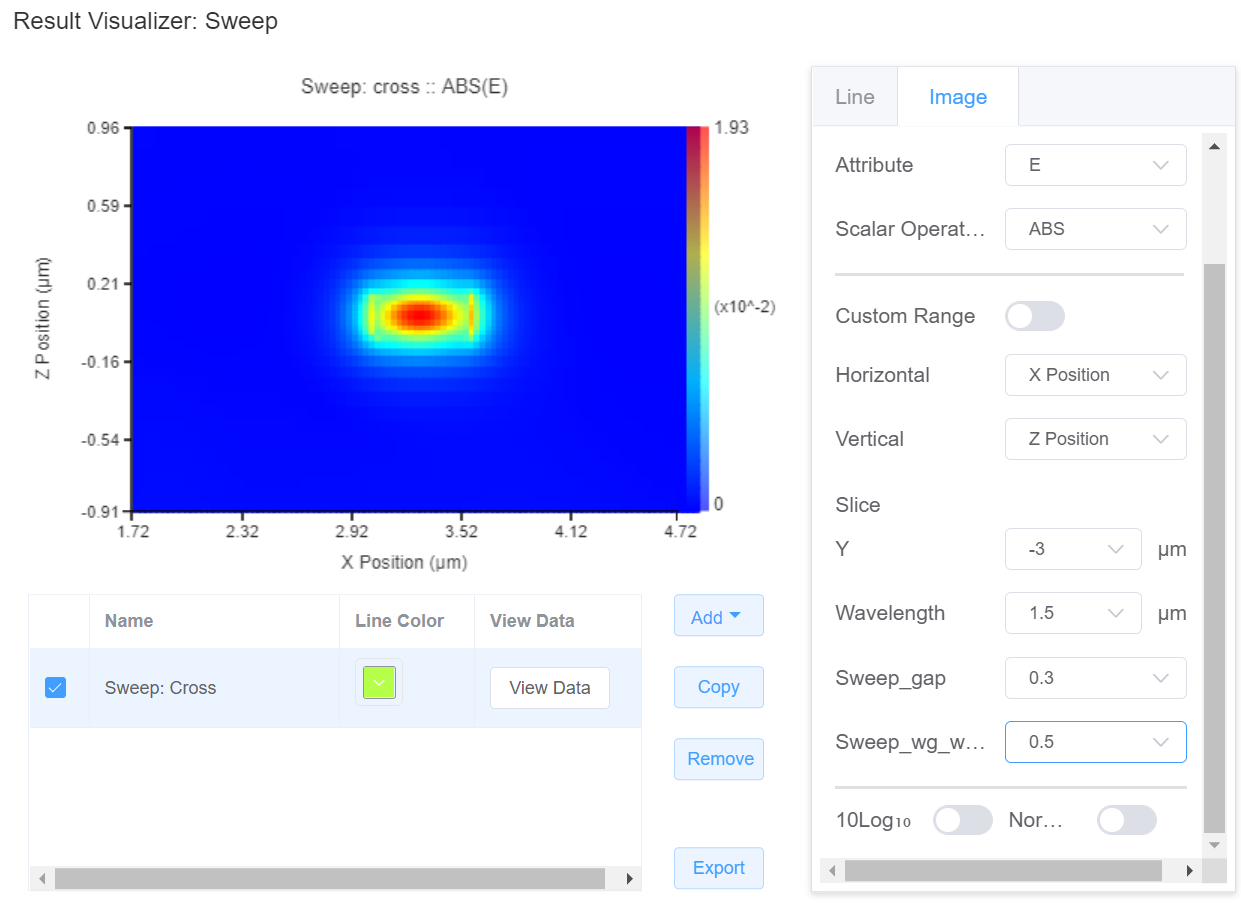 Result Visualizer: Sweep
Sweep: cross :: ABS(E)
0.96
0.59
0.21
-0.16
-0.54
-0.91
Z Position (µm)
1.72 2.32 2.92 3.52 4.12 4.72
X Position (µm)
1.93
(x10^-2)
0
Name Line Color View Data
Sweep: Cross View Data
Add
Copy
Remove
Export
Line Image
Attribute E
Scalar Operat... ABS
Custom Range
Horizontal X Position
Vertical Z Position
Slice
Y -3 µm
Wavelength 1.5 µm
Sweep_gap 0.3
Sweep_wg_w... 0.5
10Log₁₀ Nor...